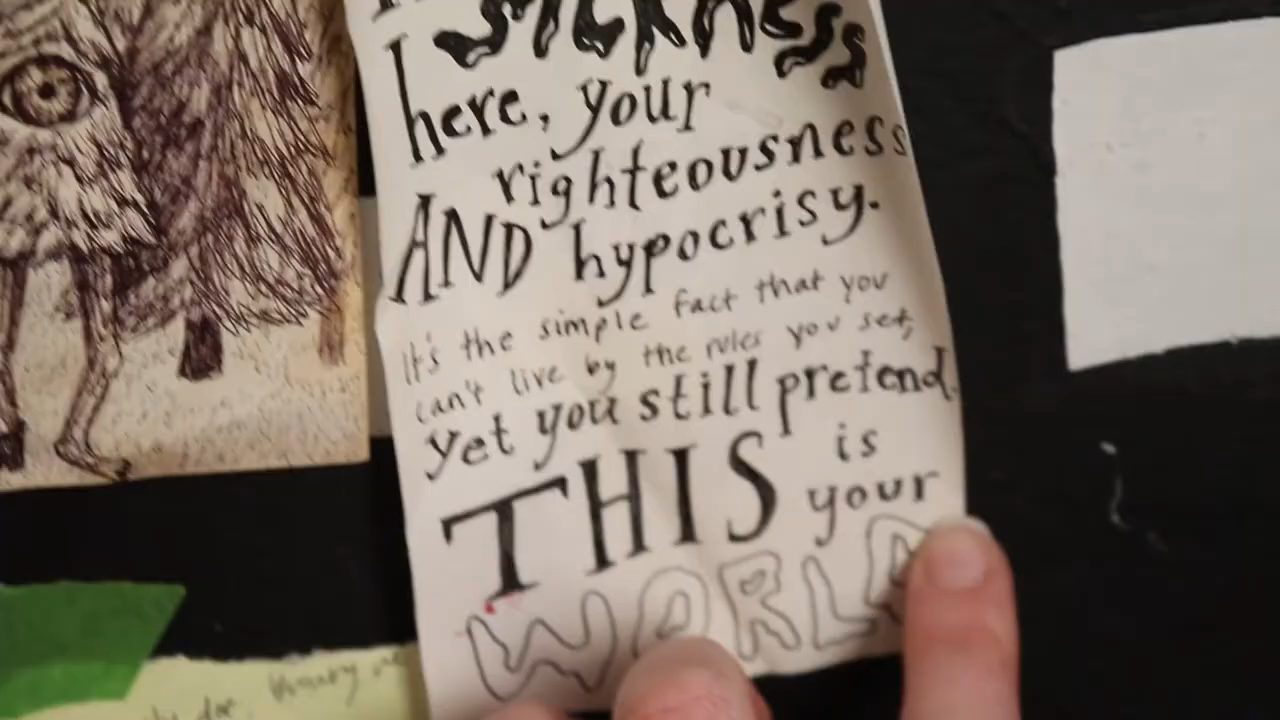 SICKNESS
here, your
righteousness
AND hypocrisy.
It's the simple fact that you
can't live by the rules you set,
yet you still pretend.
THIS is
your
WORLD